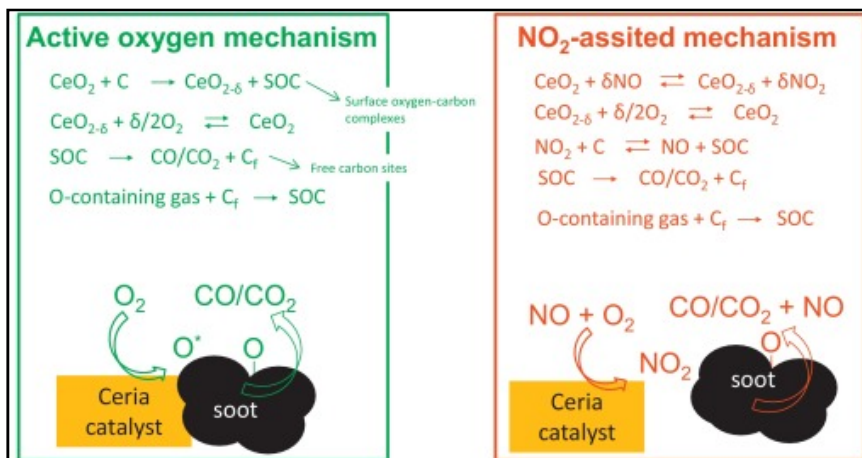 Active oxygen mechanism
CeO₂ + C → CeO₂₋δ + SOC
Surface oxygen-carbon
complexes
CeO₂₋δ + δ/2O₂ ⇄ CeO₂
SOC → CO/CO₂ + Cf
Free carbon sites
O-containing gas + Cf → SOC
O₂
CO/CO₂
O*
O
Ceria
catalyst
soot
NO₂-assited mechanism
CeO₂ + δNO ⇄ CeO₂₋δ + δNO₂
CeO₂₋δ + δ/2O₂ ⇄ CeO₂
NO₂ + C ⇄ NO + SOC
SOC → CO/CO₂ + Cf
O-containing gas + Cf → SOC
NO + O₂
CO/CO₂ + NO
NO₂
O
soot
Ceria
catalyst